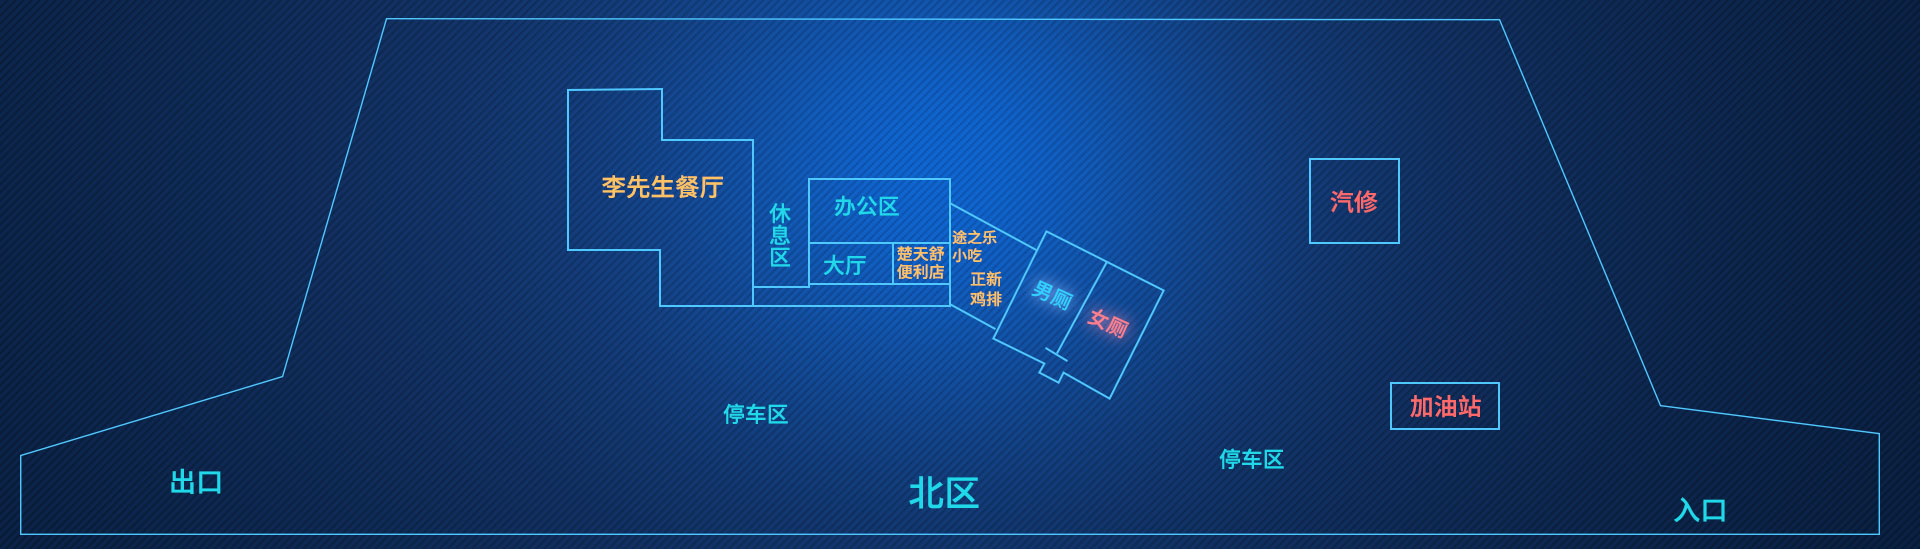 李先生餐厅
休息区
办公区
大厅
楚天舒
便利店
途之乐
小吃
正新
鸡排
男厕
女厕
汽修
加油站
停车区
停车区
出口
北区
入口